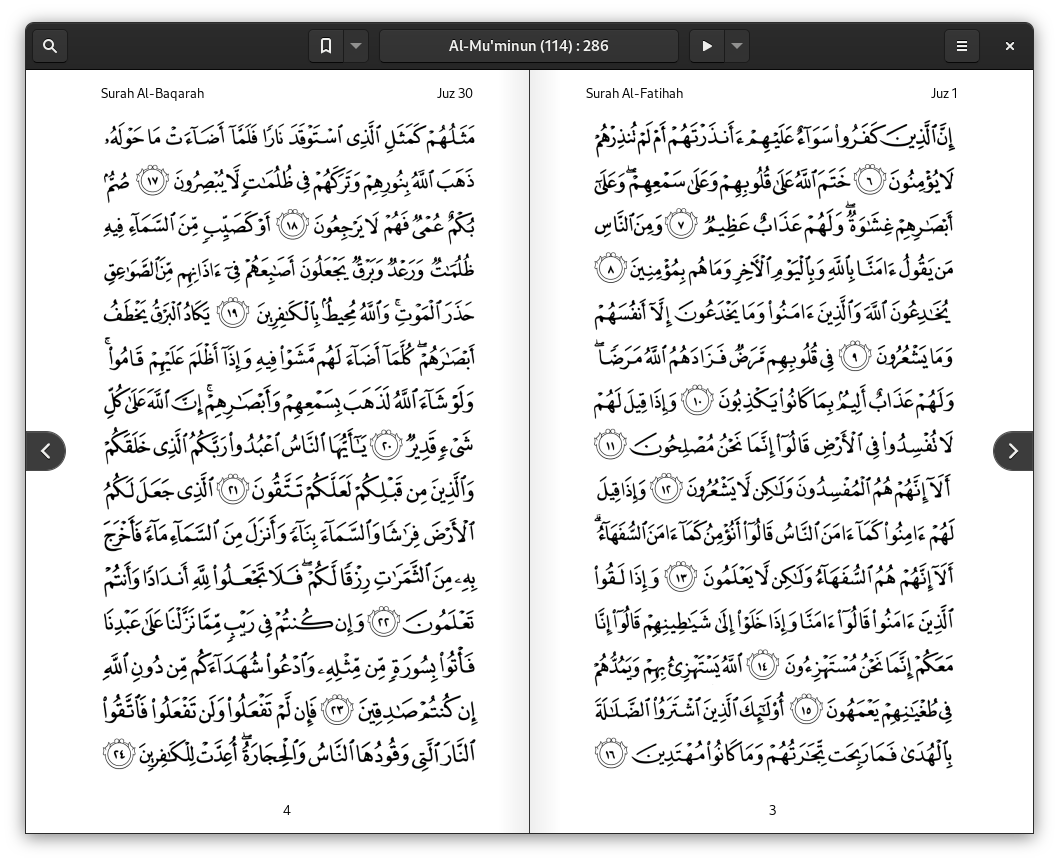 Al-Mu'minun (114) : 286
Surah Al-Fatihah
Juz 1
إِنَّ ٱلَّذِينَ كَفَرُوا۟ سَوَآءٌ عَلَيْهِمْ ءَأَنذَرْتَهُمْ أَمْ لَمْ تُنذِرْهُمْ
لَا يُؤْمِنُونَ ٦ خَتَمَ ٱللَّهُ عَلَىٰ قُلُوبِهِمْ وَعَلَىٰ سَمْعِهِمْ ۖ وَعَلَىٰٓ
أَبْصَـٰرِهِمْ غِشَـٰوَةٌ ۖ وَلَهُمْ عَذَابٌ عَظِيمٌ ٧ وَمِنَ ٱلنَّاسِ
مَن يَقُولُ ءَامَنَّا بِٱللَّهِ وَبِٱلْيَوْمِ ٱلْـَٔاخِرِ وَمَا هُم بِمُؤْمِنِينَ ٨
يُخَـٰدِعُونَ ٱللَّهَ وَٱلَّذِينَ ءَامَنُوا۟ وَمَا يَخْدَعُونَ إِلَّآ أَنفُسَهُمْ
وَمَا يَشْعُرُونَ ٩ فِى قُلُوبِهِم مَّرَضٌ فَزَادَهُمُ ٱللَّهُ مَرَضًا ۖ
وَلَهُمْ عَذَابٌ أَلِيمٌۢ بِمَا كَانُوا۟ يَكْذِبُونَ ١٠ وَإِذَا قِيلَ لَهُمْ
لَا تُفْسِدُوا۟ فِى ٱلْأَرْضِ قَالُوٓا۟ إِنَّمَا نَحْنُ مُصْلِحُونَ ١١
أَلَآ إِنَّهُمْ هُمُ ٱلْمُفْسِدُونَ وَلَـٰكِن لَّا يَشْعُرُونَ ١٢ وَإِذَا قِيلَ
لَهُمْ ءَامِنُوا۟ كَمَآ ءَامَنَ ٱلنَّاسُ قَالُوٓا۟ أَنُؤْمِنُ كَمَآ ءَامَنَ ٱلسُّفَهَآءُ ۗ
أَلَآ إِنَّهُمْ هُمُ ٱلسُّفَهَآءُ وَلَـٰكِن لَّا يَعْلَمُونَ ١٣ وَإِذَا لَقُوا۟
ٱلَّذِينَ ءَامَنُوا۟ قَالُوٓا۟ ءَامَنَّا وَإِذَا خَلَوْا۟ إِلَىٰ شَيَـٰطِينِهِمْ قَالُوٓا۟ إِنَّا
مَعَكُمْ إِنَّمَا نَحْنُ مُسْتَهْزِءُونَ ١٤ ٱللَّهُ يَسْتَهْزِئُ بِهِمْ وَيَمُدُّهُمْ
فِى طُغْيَـٰنِهِمْ يَعْمَهُونَ ١٥ أُو۟لَـٰٓئِكَ ٱلَّذِينَ ٱشْتَرَوُا۟ ٱلضَّلَـٰلَةَ
بِٱلْهُدَىٰ فَمَا رَبِحَت تِّجَـٰرَتُهُمْ وَمَا كَانُوا۟ مُهْتَدِينَ ١٦
3
Surah Al-Baqarah
Juz 30
مَثَلُهُمْ كَمَثَلِ ٱلَّذِى ٱسْتَوْقَدَ نَارًا فَلَمَّآ أَضَآءَتْ مَا حَوْلَهُۥ
ذَهَبَ ٱللَّهُ بِنُورِهِمْ وَتَرَكَهُمْ فِى ظُلُمَـٰتٍ لَّا يُبْصِرُونَ ١٧ صُمٌّۢ
بُكْمٌ عُمْىٌ فَهُمْ لَا يَرْجِعُونَ ١٨ أَوْ كَصَيِّبٍ مِّنَ ٱلسَّمَآءِ فِيهِ
ظُلُمَـٰتٌ وَرَعْدٌ وَبَرْقٌ يَجْعَلُونَ أَصَـٰبِعَهُمْ فِىٓ ءَاذَانِهِم مِّنَ ٱلصَّوَٰعِقِ
حَذَرَ ٱلْمَوْتِ ۚ وَٱللَّهُ مُحِيطٌۢ بِٱلْكَـٰفِرِينَ ١٩ يَكَادُ ٱلْبَرْقُ يَخْطَفُ
أَبْصَـٰرَهُمْ ۖ كُلَّمَآ أَضَآءَ لَهُم مَّشَوْا۟ فِيهِ وَإِذَآ أَظْلَمَ عَلَيْهِمْ قَامُوا۟ ۚ
وَلَوْ شَآءَ ٱللَّهُ لَذَهَبَ بِسَمْعِهِمْ وَأَبْصَـٰرِهِمْ ۚ إِنَّ ٱللَّهَ عَلَىٰ كُلِّ
شَىْءٍ قَدِيرٌ ٢٠ يَـٰٓأَيُّهَا ٱلنَّاسُ ٱعْبُدُوا۟ رَبَّكُمُ ٱلَّذِى خَلَقَكُمْ
وَٱلَّذِينَ مِن قَبْلِكُمْ لَعَلَّكُمْ تَتَّقُونَ ٢١ ٱلَّذِى جَعَلَ لَكُمُ
ٱلْأَرْضَ فِرَٰشًا وَٱلسَّمَآءَ بِنَآءً وَأَنزَلَ مِنَ ٱلسَّمَآءِ مَآءً فَأَخْرَجَ
بِهِۦ مِنَ ٱلثَّمَرَٰتِ رِزْقًا لَّكُمْ ۖ فَلَا تَجْعَلُوا۟ لِلَّهِ أَندَادًا وَأَنتُمْ
تَعْلَمُونَ ٢٢ وَإِن كُنتُمْ فِى رَيْبٍ مِّمَّا نَزَّلْنَا عَلَىٰ عَبْدِنَا
فَأْتُوا۟ بِسُورَةٍ مِّن مِّثْلِهِۦ وَٱدْعُوا۟ شُهَدَآءَكُم مِّن دُونِ ٱللَّهِ
إِن كُنتُمْ صَـٰدِقِينَ ٢٣ فَإِن لَّمْ تَفْعَلُوا۟ وَلَن تَفْعَلُوا۟ فَٱتَّقُوا۟
ٱلنَّارَ ٱلَّتِى وَقُودُهَا ٱلنَّاسُ وَٱلْحِجَارَةُ ۖ أُعِدَّتْ لِلْكَـٰفِرِينَ ٢٤
4